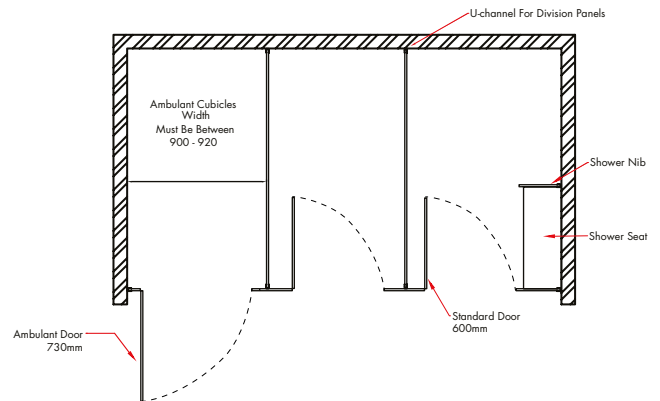 U-channel For Division Panels
Ambulant Cubicles
Width
Must Be Between
900 - 920
Shower Nib
Shower Seat
Standard Door
600mm
Ambulant Door
730mm